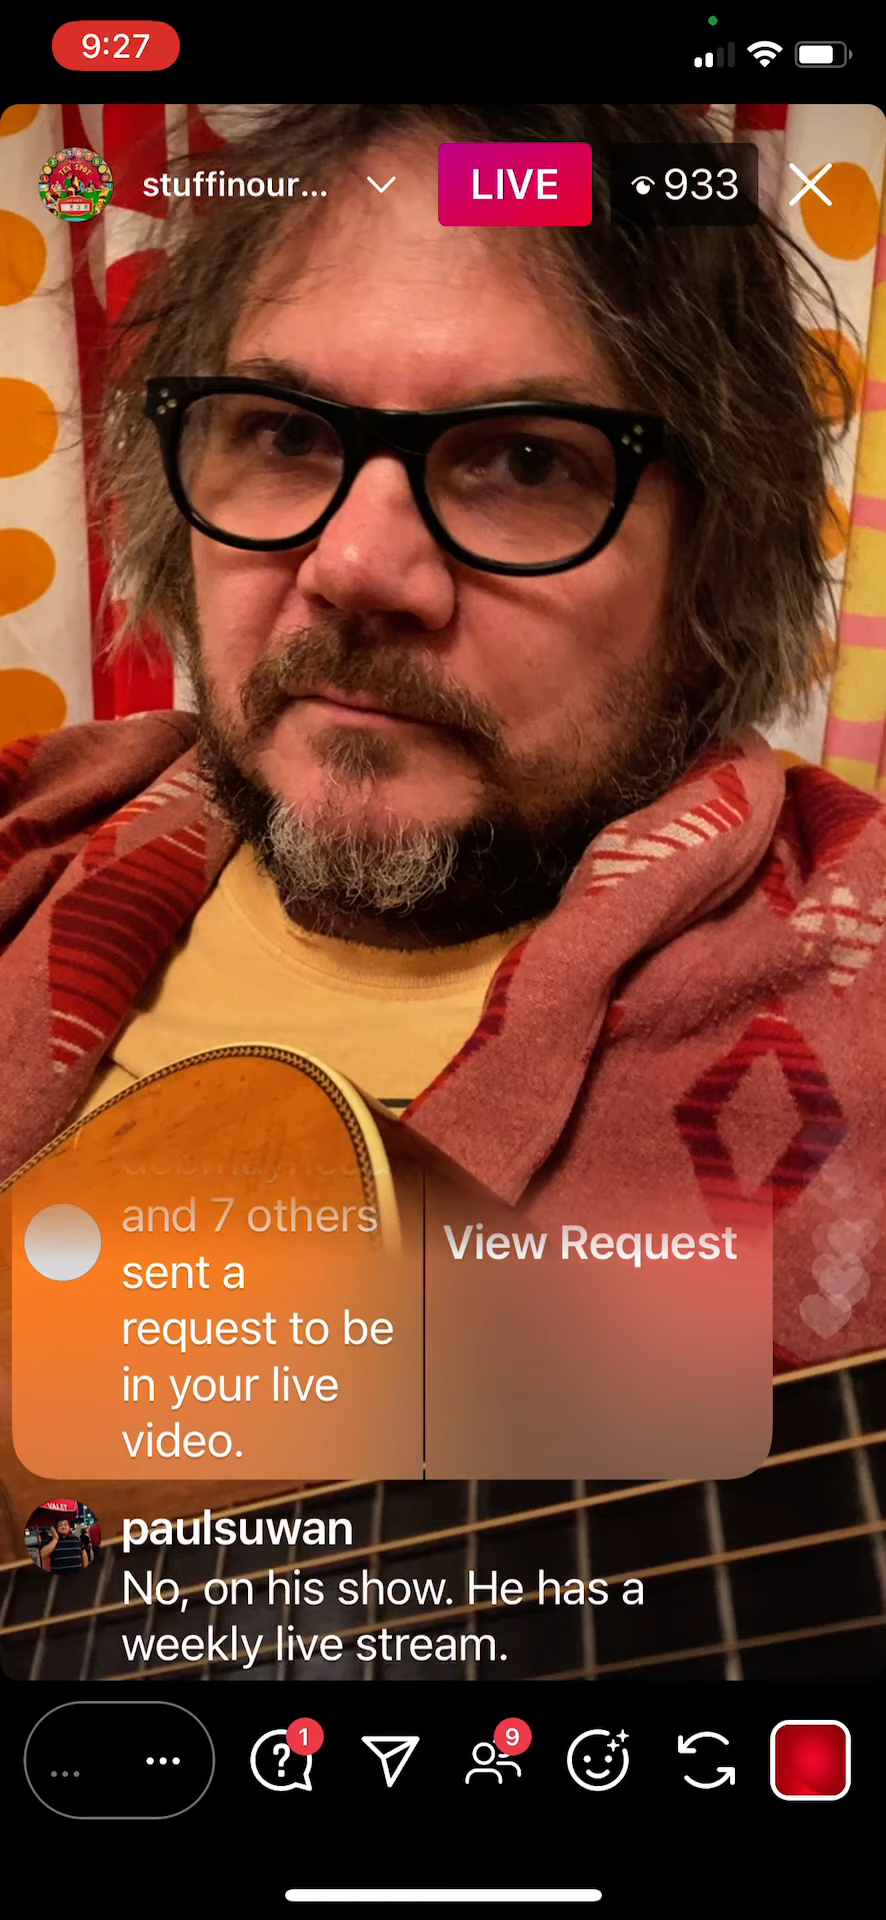 9:27
stuffinour...
LIVE
933
and 7 others
sent a
request to be
in your live
video.
View Request
paulsuwan
No, on his show. He has a
weekly live stream.
...
...
1
9